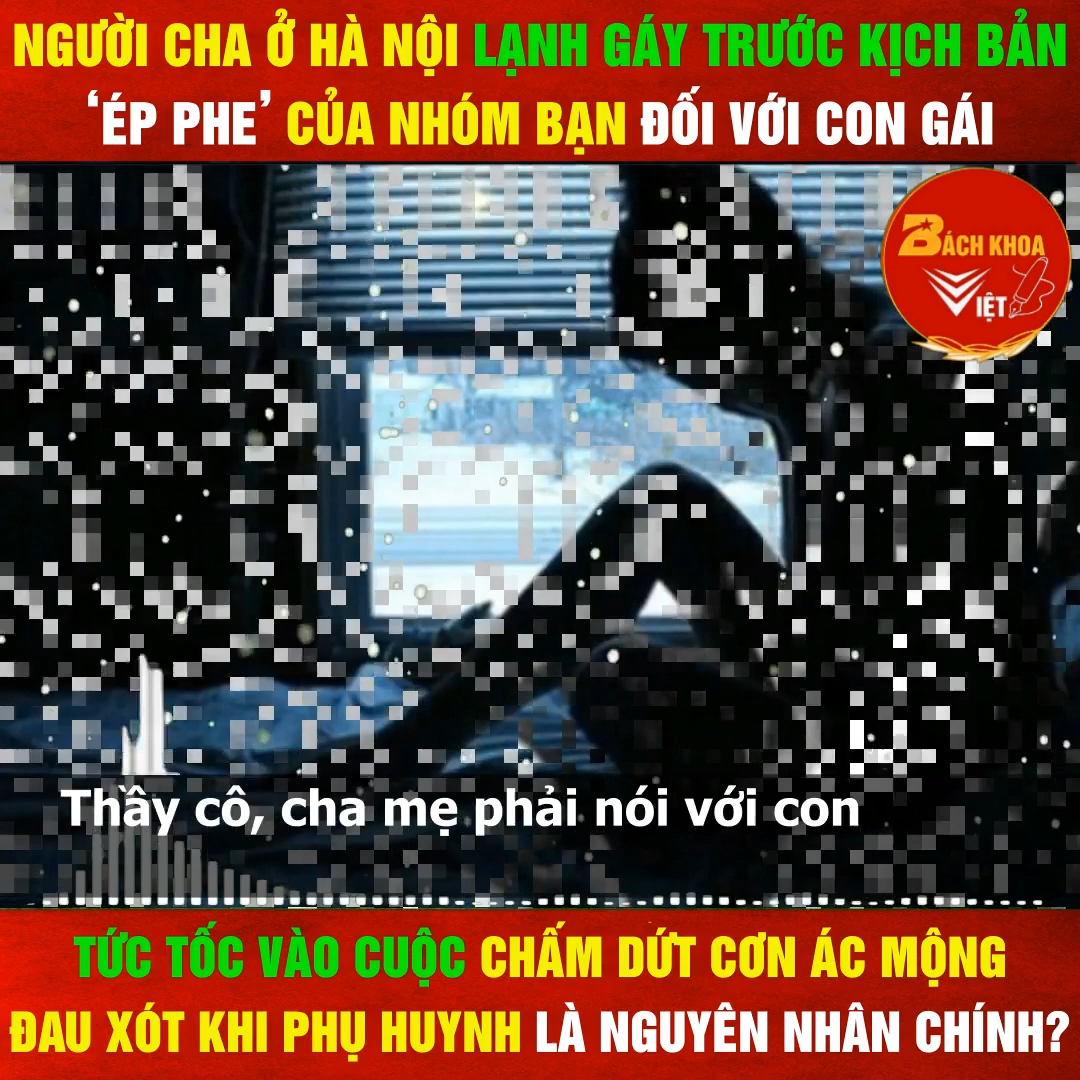 NGƯỜI CHA Ở HÀ NỘI LẠNH GÁY TRƯỚC KỊCH BẢN
‘ÉP PHE’ CỦA NHÓM BẠN ĐỐI VỚI CON GÁI
BÁCH KHOA
VIỆT
Thầy cô, cha mẹ phải nói với con
TỨC TỐC VÀO CUỘC CHẤM DỨT CƠN ÁC MỘNG
ĐAU XÓT KHI PHỤ HUYNH LÀ NGUYÊN NHÂN CHÍNH?